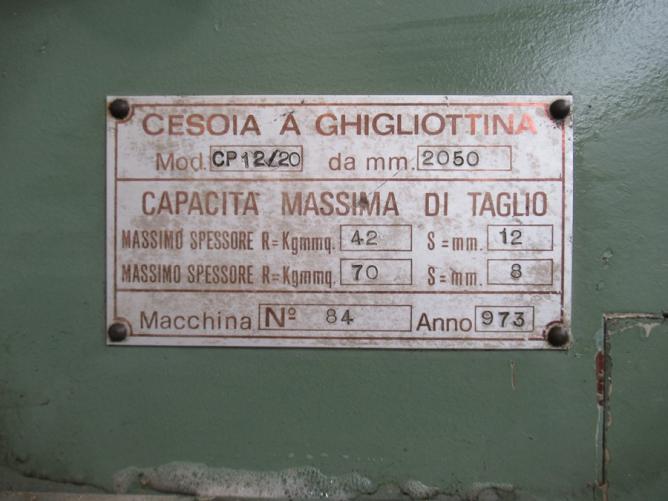 CESOIA A GHIGLIOTTINA
Mod. CP12/20 da mm. 2050
CAPACITA MASSIMA DI TAGLIO
MASSIMO SPESSORE R=Kgmmq. 42 S=mm. 12
MASSIMO SPESSORE R=Kgmmq. 70 S=mm. 8
Macchina Nº 84 Anno 973